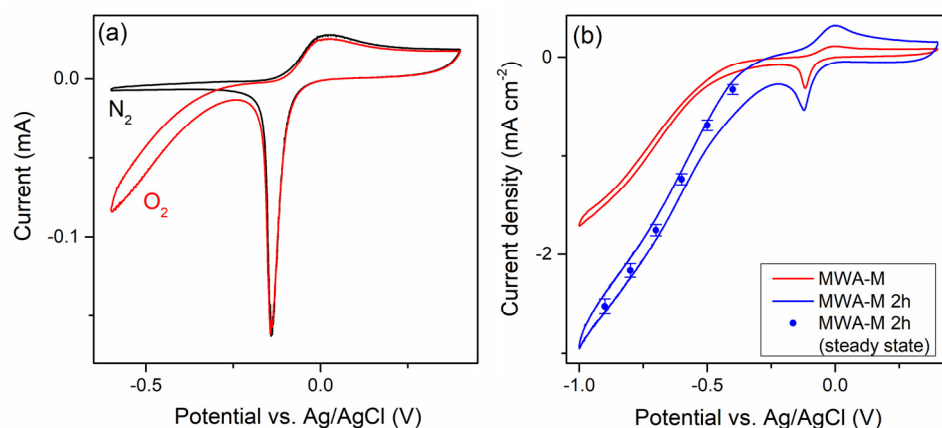 (a)
0.0
-0.1
N2
O2
-0.5
0.0
Current (mA)
Potential vs. Ag/AgCl (V)
(b)
0
-2
-1.0
-0.5
0.0
Current density (mA cm-2)
Potential vs. Ag/AgCl (V)
MWA-M
MWA-M 2h
MWA-M 2h
(steady state)